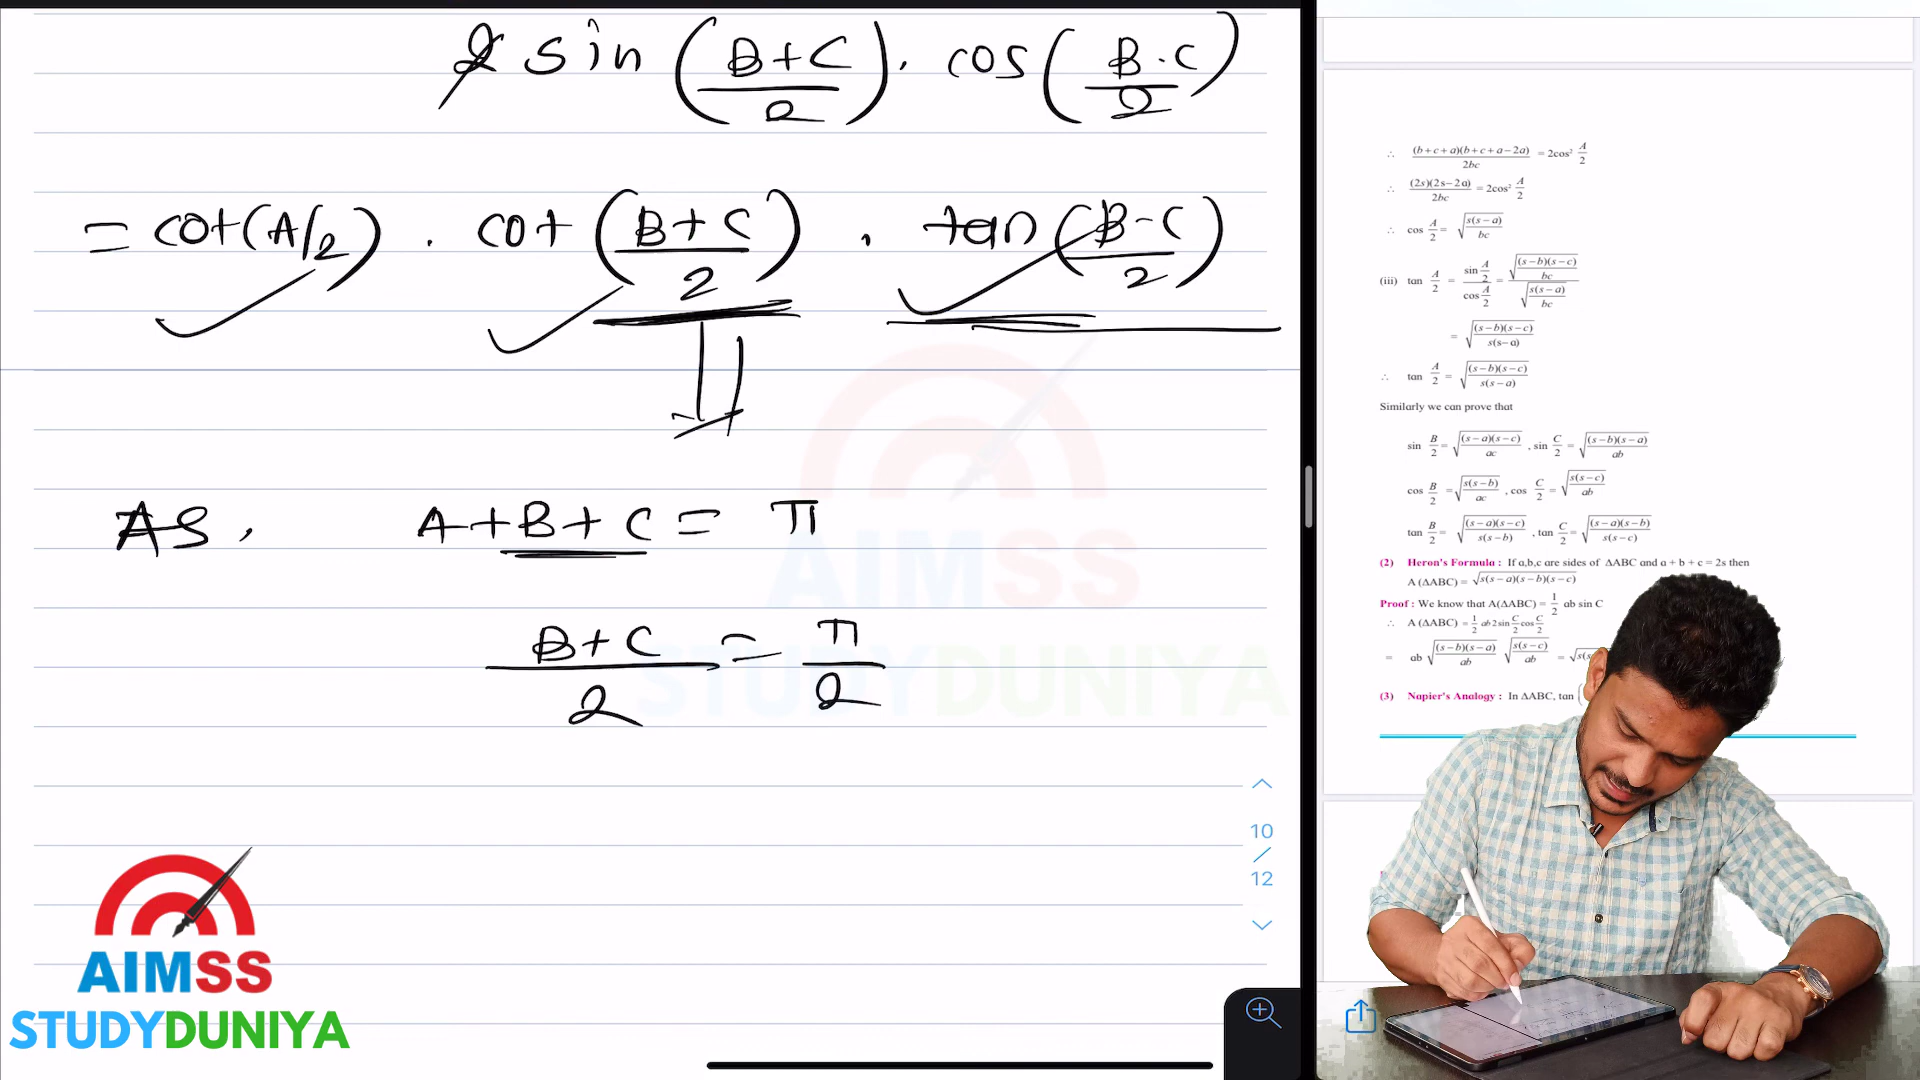 2 sin (B+C/2) . cos (B-C/2)
= cot(A/2) . cot (B+C/2) . tan (B-C/2)
AS, A+B+C = π
B+C/2 = π/2
10
/
12
AIMSS
STUDYDUNIYA
AIMSS
STUDYDUNIYA
∴ (b+c+a)(b+c+a−2a)/2bc = 2cos² A/2
∴ (2s)(2s−2a)/2bc = 2cos² A/2
∴ cos A/2 = √(s(s−a)/bc)
(iii) tan A/2 = sin A/2 / cos A/2 = √((s−b)(s−c)/bc) / √(s(s−a)/bc)
= √((s−b)(s−c)/s(s−a))
∴ tan A/2 = √((s−b)(s−c)/s(s−a))
Similarly we can prove that
sin B/2 = √((s−a)(s−c)/ac) , sin C/2 = √((s−b)(s−a)/ab)
cos B/2 = √(s(s−b)/ac) , cos C/2 = √(s(s−c)/ab)
tan B/2 = √((s−a)(s−c)/s(s−b)) , tan C/2 = √((s−a)(s−b)/s(s−c))
(2) Heron's Formula : If a,b,c are sides of ΔABC and a + b + c = 2s then
A (ΔABC) = √s(s−a)(s−b)(s−c)
Proof : We know that A(ΔABC) = 1/2 ab sin C
∴ A (ΔABC) = 1/2 ab 2 sin C/2 cos C/2
= ab √((s−b)(s−a)/ab) √(s(s−c)/ab) = √s(s
(3) Napier's Analogy : In ΔABC, tan (